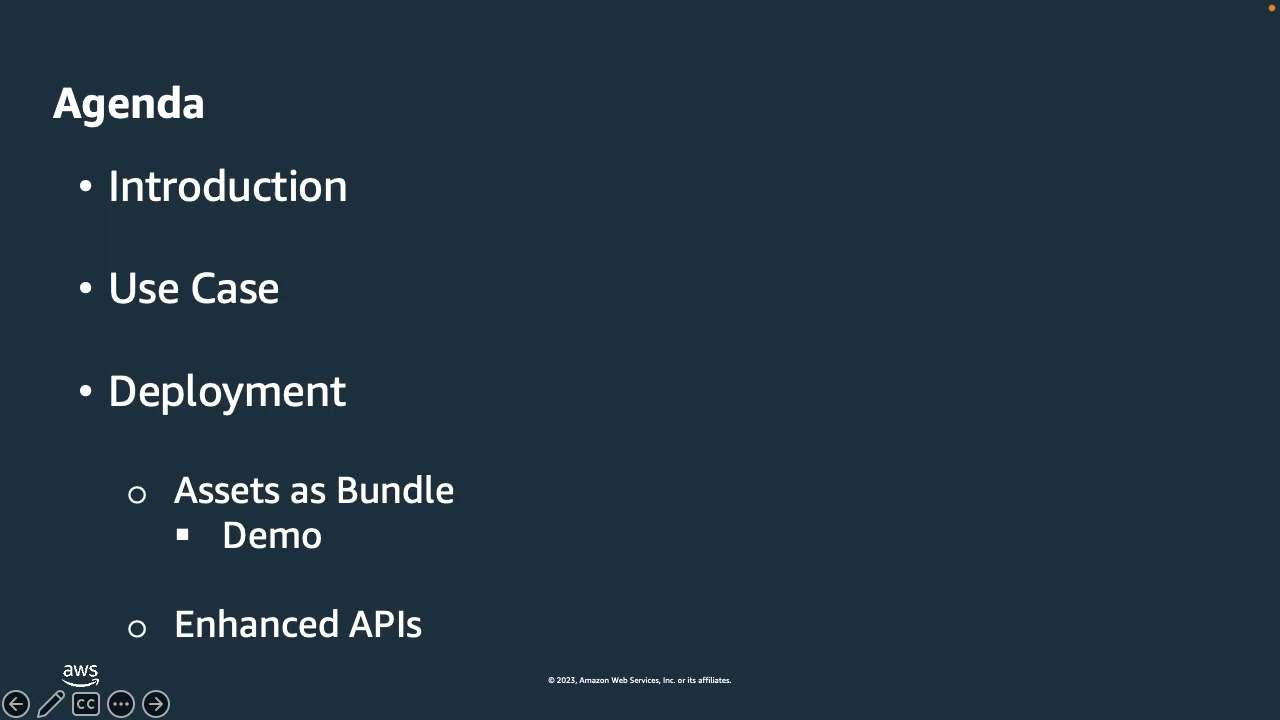 Agenda
• Introduction
• Use Case
• Deployment
o Assets as Bundle
▪ Demo
o Enhanced APIs
aws
© 2023, Amazon Web Services, Inc. or its affiliates.
CC